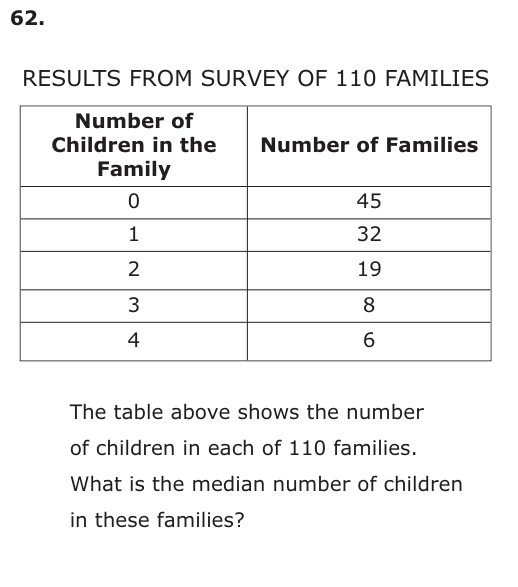 62.
RESULTS FROM SURVEY OF 110 FAMILIES
Number of
Children in the
Family
Number of Families
0 45
1 32
2 19
3 8
4 6
The table above shows the number
of children in each of 110 families.
What is the median number of children
in these families?